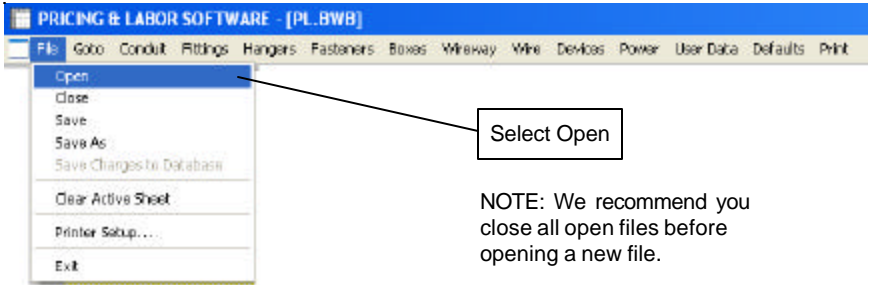 PRICING & LABOR SOFTWARE - [PL.BWB]
File Goto Conduit Fittings Hangers Fasteners Boxes Wireway Wire Devices Power User Data Defaults Print
Open
Close
Save
Save As
Save Changes to Database
Clear Active Sheet
Printer Setup....
Exit
Select Open
NOTE: We recommend you
close all open files before
opening a new file.